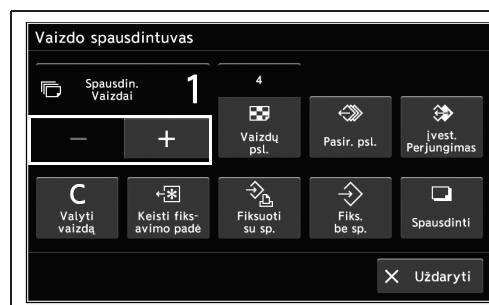 Vaizdo spausdintuvas
Spausdin.
Vaizdai
1
4
− +
Vaizdų
psl.
Pasir. psl.
įvest.
Perjungimas
C
Valyti
vaizdą
Keisti fiks-
avimo padė
Fiksuoti
su sp.
Fiks.
be sp.
Spausdinti
Uždaryti